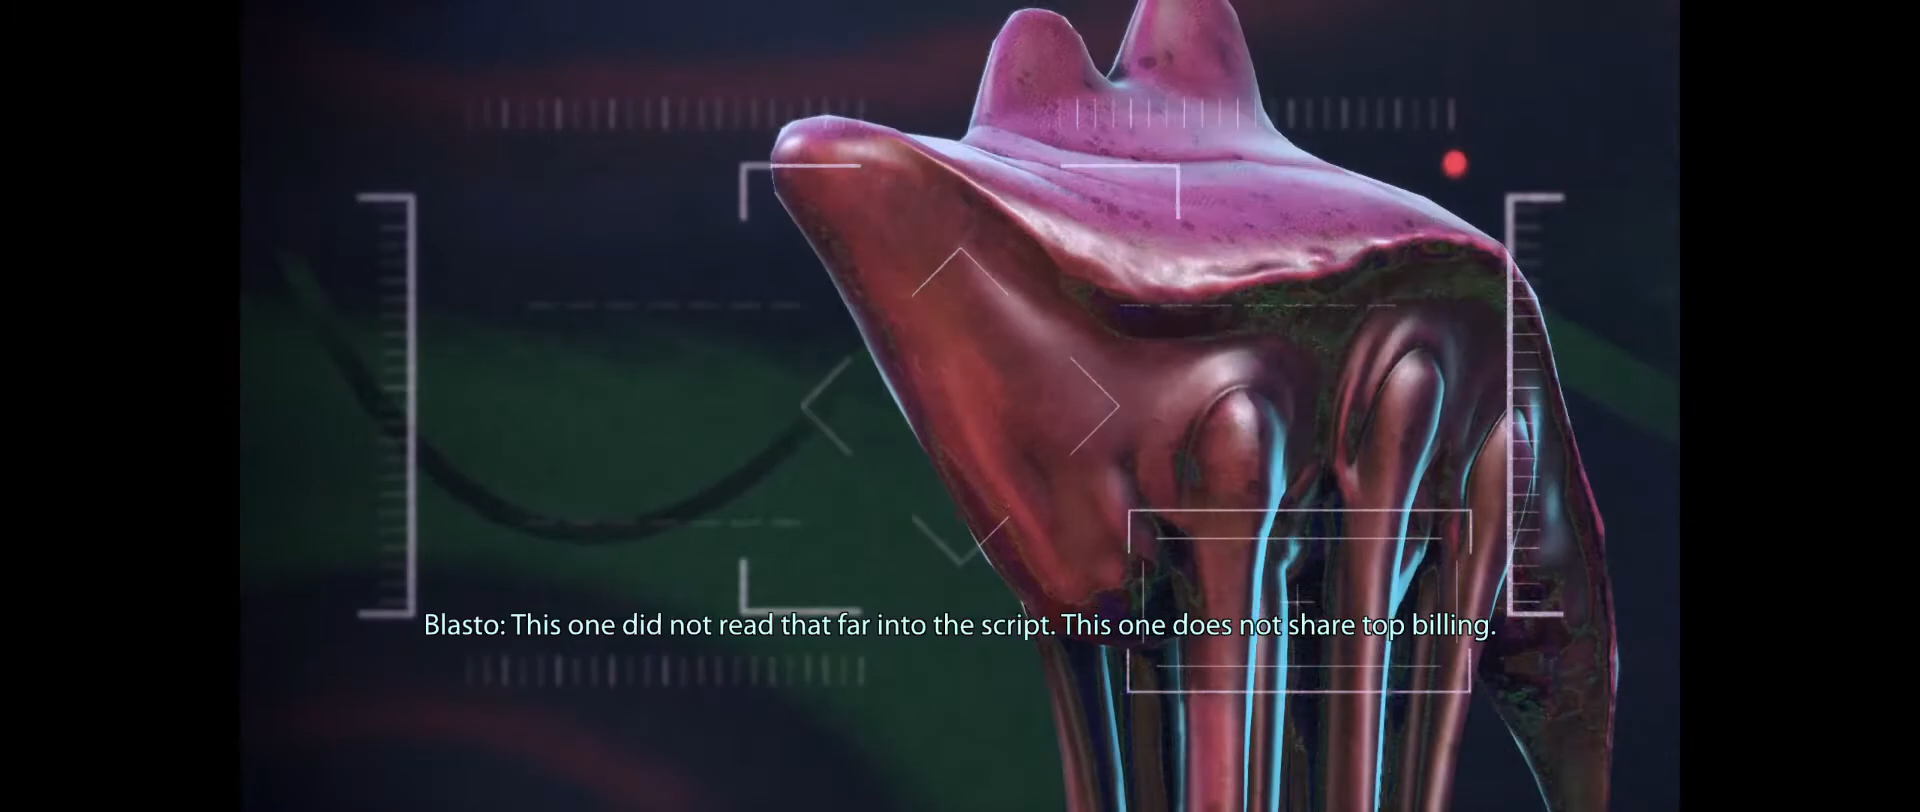 Blasto: This one did not read that far into the script. This one does not share top billing.